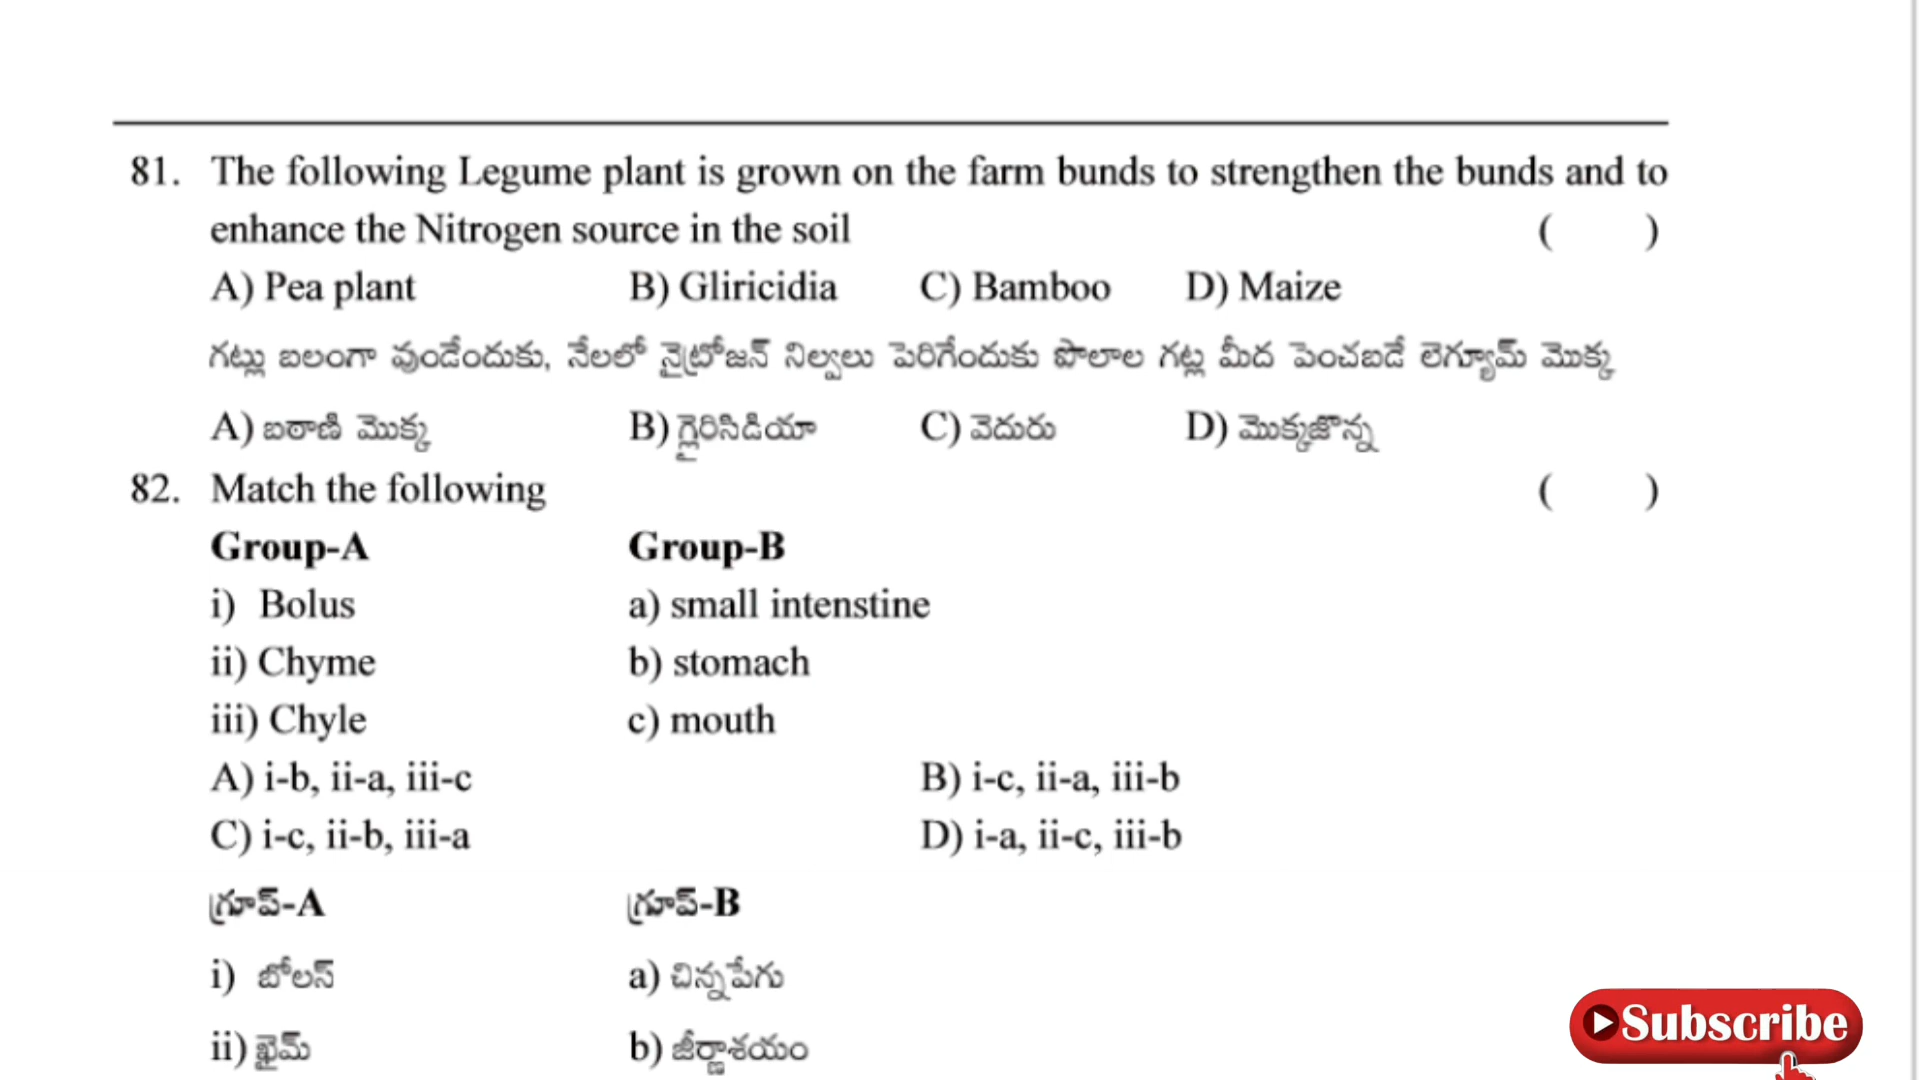 81. The following Legume plant is grown on the farm bunds to strengthen the bunds and to
enhance the Nitrogen source in the soil ( )
A) Pea plant B) Gliricidia C) Bamboo D) Maize
గట్లు బలంగా వుండేందుకు, నేలలో నైట్రోజన్ నిల్వలు పెరిగేందుకు పొలాల గట్ల మీద పెంచబడే లెగ్యూమ్ మొక్క
A) బఠాణి మొక్క B) గ్లైరిసిడియా C) వెదురు D) మొక్కజొన్న
82. Match the following ( )
Group-A Group-B
i) Bolus a) small intenstine
ii) Chyme b) stomach
iii) Chyle c) mouth
A) i-b, ii-a, iii-c B) i-c, ii-a, iii-b
C) i-c, ii-b, iii-a D) i-a, ii-c, iii-b
గ్రూప్-A గ్రూప్-B
i) బోలస్ a) చిన్నపేగు
ii) ఖైమ్ b) జీర్ణాశయం
Subscribe